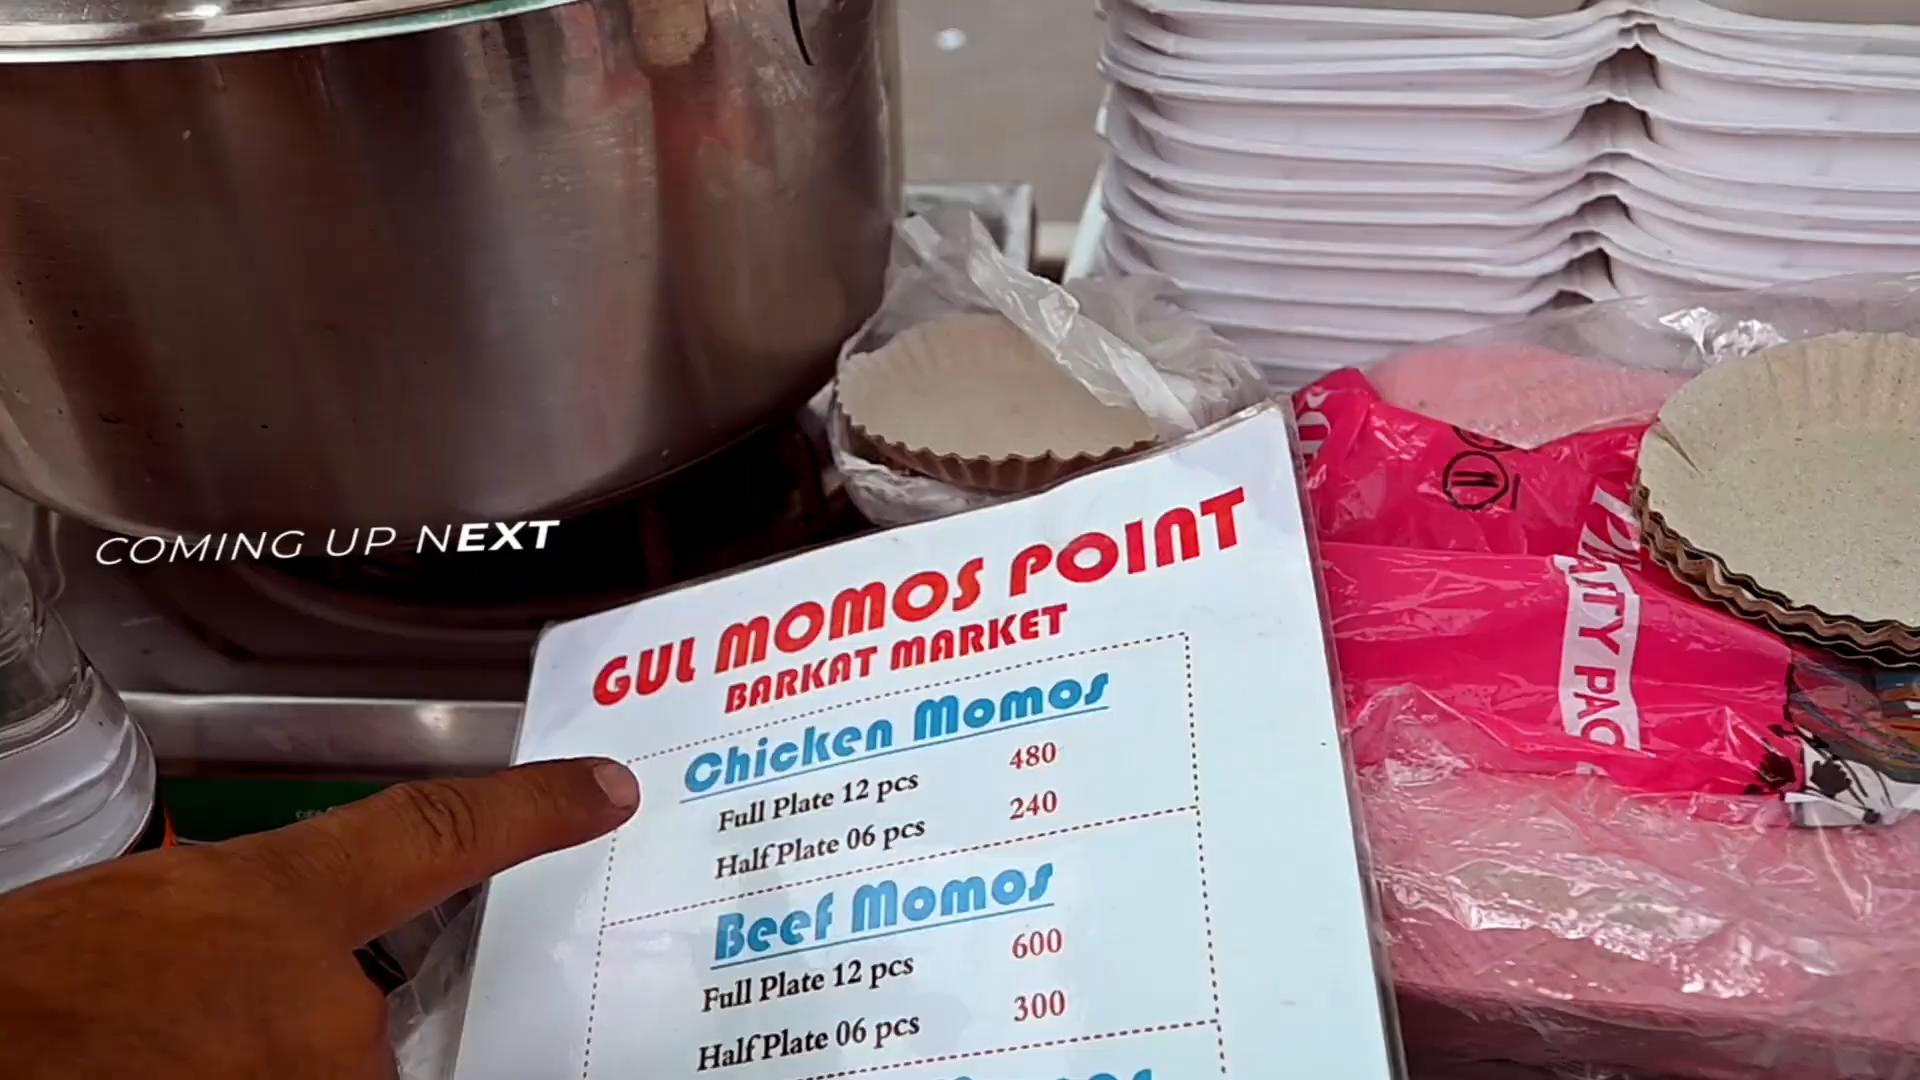 COMING UP NEXT
GUL MOMOS POINT
BARKAT MARKET
Chicken Momos
Full Plate 12 pcs 480
Half Plate 06 pcs 240
Beef Momos
Full Plate 12 pcs 600
Half Plate 06 pcs 300